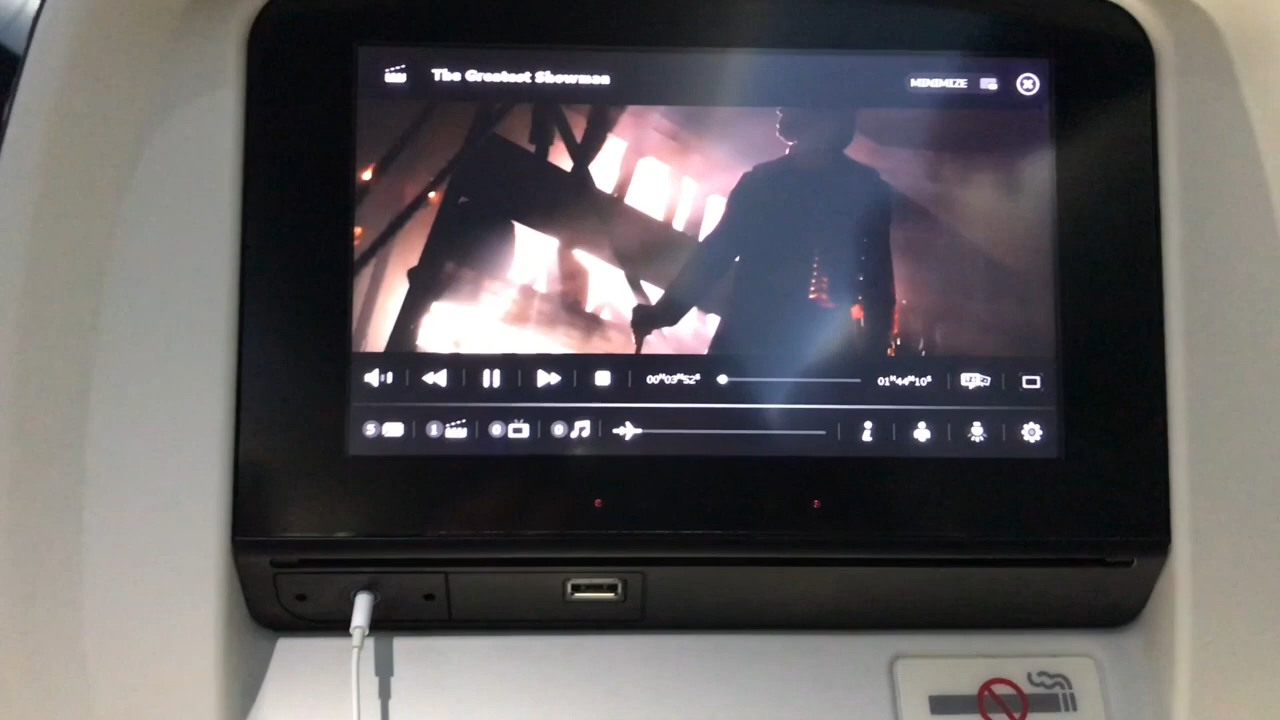 The Greatest Showman
MINIMIZE
00H03M52S
01H44M10S
5
1
0
0